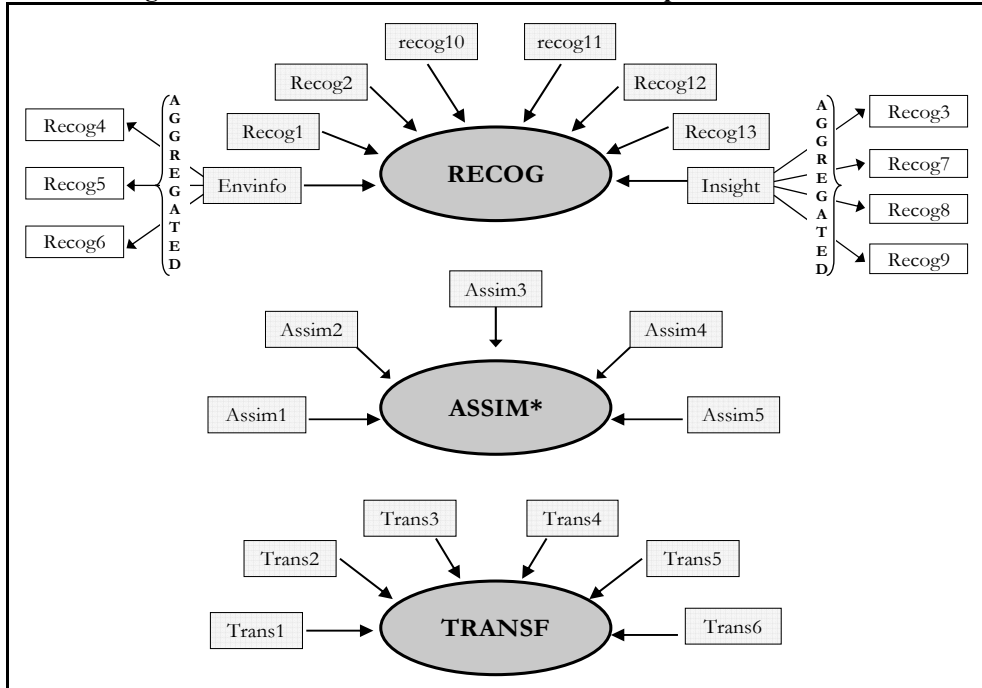 recog10
recog11
Recog2
Recog12
Recog4
Recog1
Recog13
Recog3
AGGREGATED
RECOG
AGGREGATED
Recog5
Envinfo
Insight
Recog7
Recog6
Recog8
Recog9
Assim3
Assim2
Assim4
Assim1
ASSIM*
Assim5
Trans3
Trans4
Trans2
Trans5
Trans1
TRANSF
Trans6